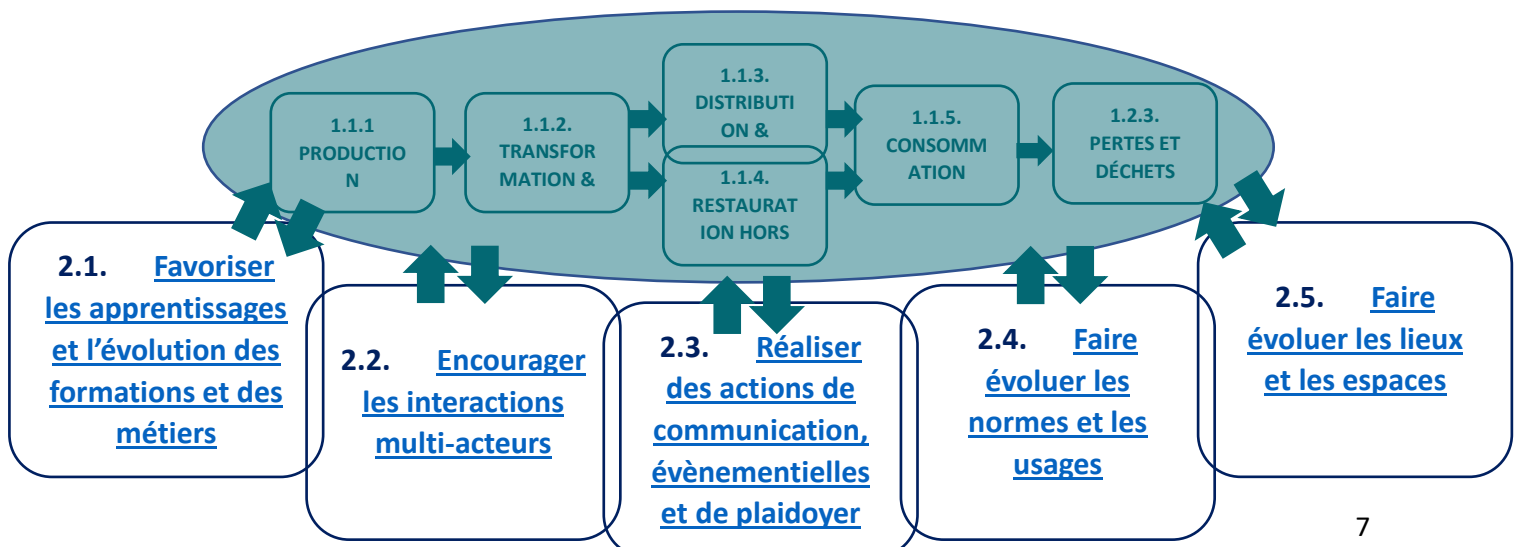 1.1.1
PRODUCTIO
N
1.1.2.
TRANSFOR
MATION &
1.1.3.
DISTRIBUTI
ON &
1.1.4.
RESTAURAT
ION HORS
1.1.5.
CONSOMM
ATION
1.2.3.
PERTES ET
DÉCHETS
2.1. Favoriser
les apprentissages
et l’évolution des
formations et des
métiers
2.2. Encourager
les interactions
multi-acteurs
2.3. Réaliser
des actions de
communication,
évènementielles
et de plaidoyer
2.4. Faire
évoluer les
normes et les
usages
2.5. Faire
évoluer les lieux
et les espaces
7